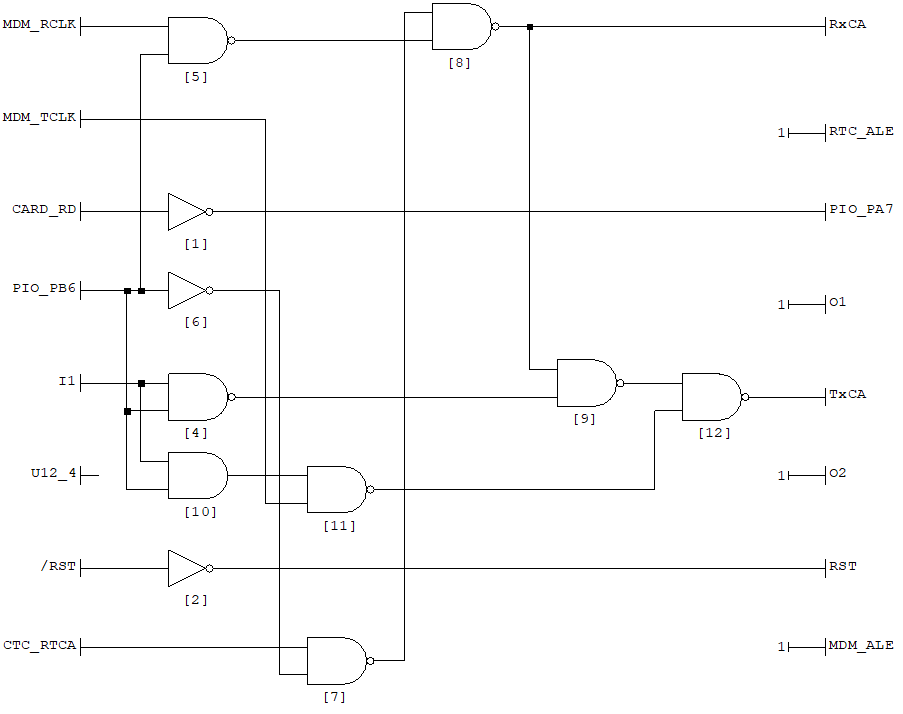 MDM_RCLK
RxCA
[5]
[8]
MDM_TCLK
1
RTC_ALE
CARD_RD
PIO_PA7
[1]
PIO_PB6
1
O1
[6]
I1
TxCA
[4]
[9]
[12]
U12_4
1
O2
[10]
[11]
/RST
RST
[2]
CTC_RTCA
1
MDM_ALE
[7]